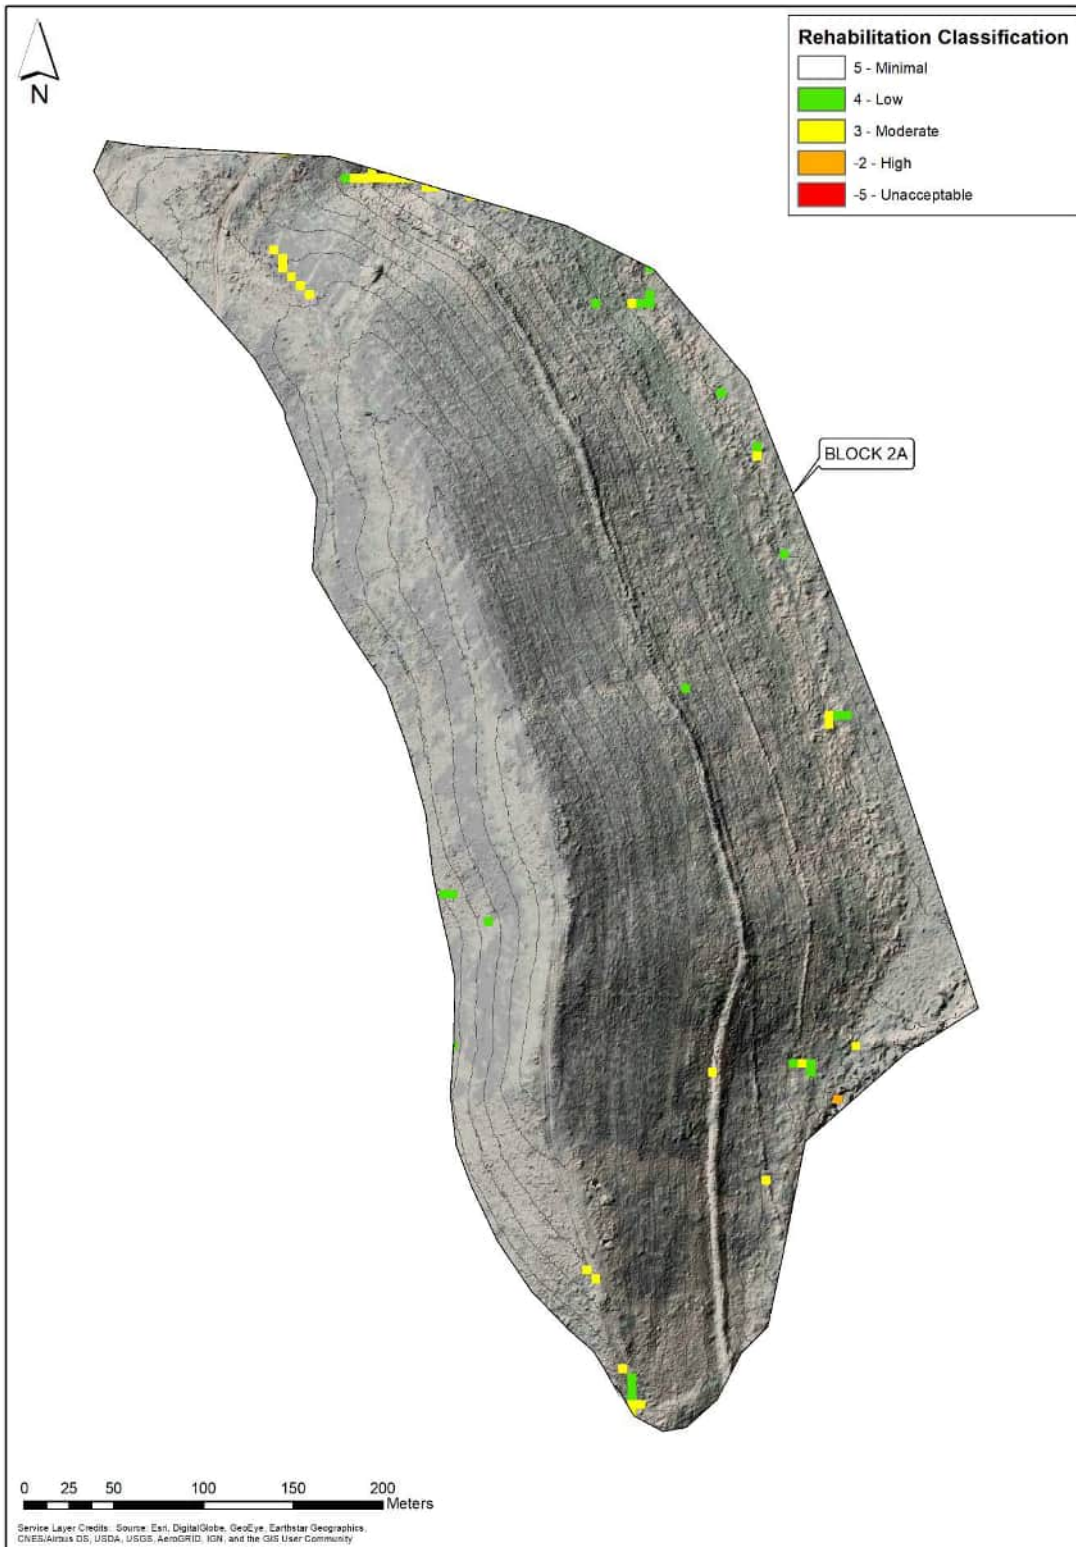 N
Rehabilitation Classification
5 - Minimal
4 - Low
3 - Moderate
-2 - High
-5 - Unacceptable
BLOCK 2A
0 25 50 100 150 200
Meters
Service Layer Credits: Source: Esri, DigitalGlobe, GeoEye, Earthstar Geographics,
CNES/Airbus DS, USDA, USGS, AeroGRID, IGN, and the GIS User Community